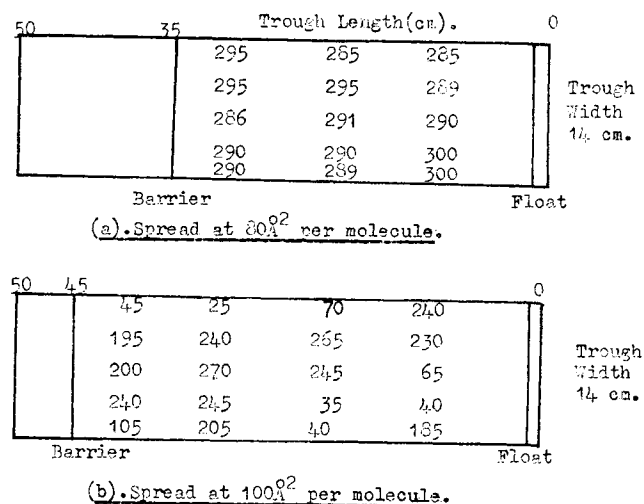 Trough Length(cm).
50 35 0
295 285 285
295 295 289
286 291 290
290 290 300
290 289 300
Trough
Width
14 cm.
Barrier Float
(a).Spread at 80Å² per molecule.
50 45 0
45 25 70 240
195 240 265 230
200 270 245 65
240 245 35 40
105 205 40 185
Trough
Width
14 cm.
Barrier Float
(b).Spread at 100Å² per molecule.